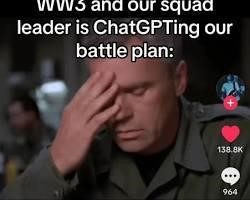 WW3 and our squad
leader is ChatGPTing our
battle plan:
138.8K
964